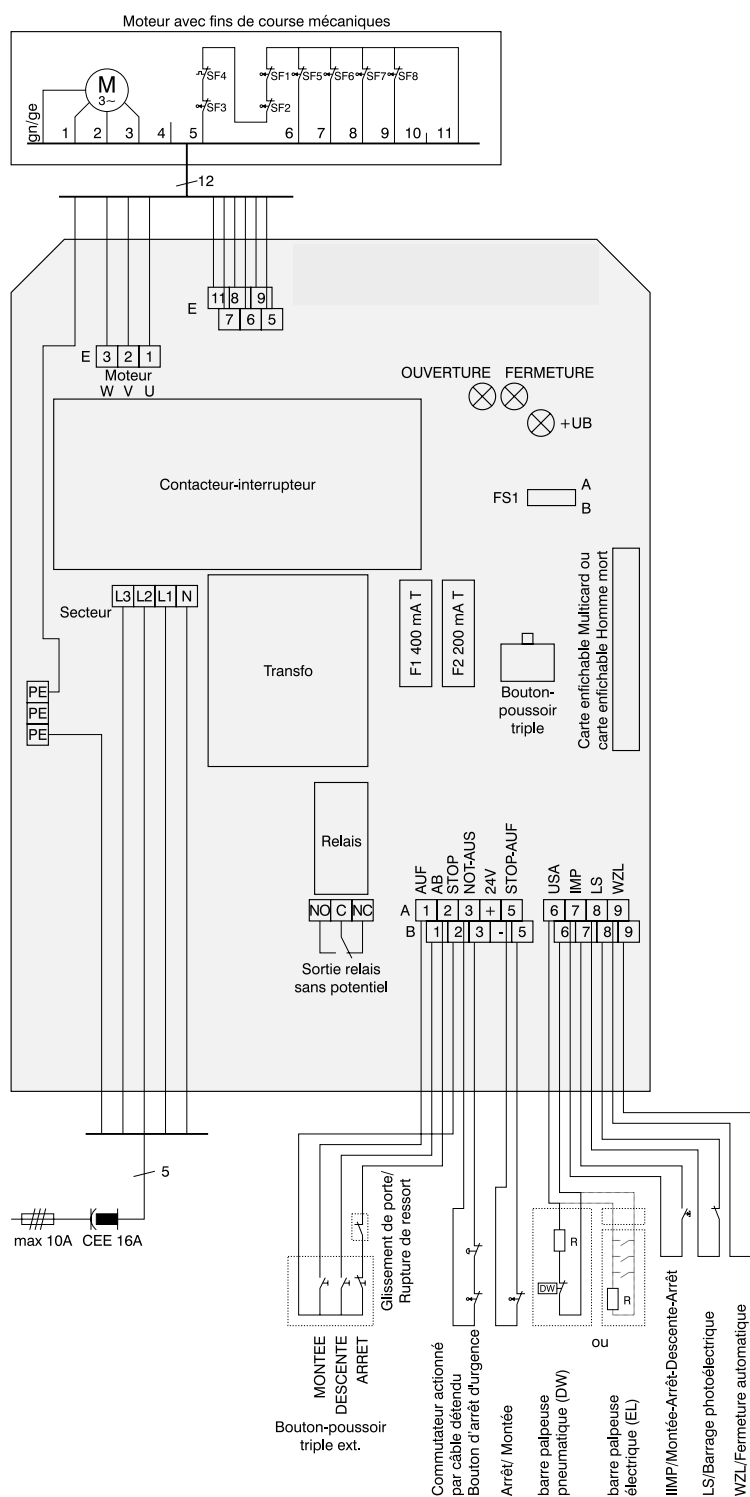 Moteur avec fins de course mécaniques
SF4 SF1 SF5 SF6 SF7 SF8
M
3~
SF3 SF2
gn/ge
1 2 3 4 5 6 7 8 9 10 11
12
11 8 9
E
7 6 5
E 3 2 1
Moteur
W V U
OUVERTURE FERMETURE
+UB
Contacteur-interrupteur
A
FS1
B
L3 L2 L1 N
Secteur
Transfo
F1 400 mA T
F2 200 mA T
Bouton-
poussoir
triple
Carte enfichable Multicard ou
carte enfichable Homme mort
PE
PE
PE
Relais
NO C NC
Sortie relais
sans potentiel
AUF
AB
STOP
NOT-AUS
24V
STOP-AUF
USA
IMP
LS
WZL
A 1 2 3 + 5 6 7 8 9
B 1 2 3 - 5 6 7 8 9
5
max 10A CEE 16A
Glissement de porte/
Rupture de ressort
R
DW
R
ou
MONTEE
DESCENTE
ARRET
Bouton-poussoir
triple ext.
Commutateur actionné
par câble détendu
Bouton d'arrêt d'urgence
Arrêt/ Montée
barre palpeuse
pneumatique (DW)
barre palpeuse
électrique (EL)
IIMP/Montée-Arrêt-Descente-Arrêt
LS/Barrage photoélectrique
WZL/Fermeture automatique